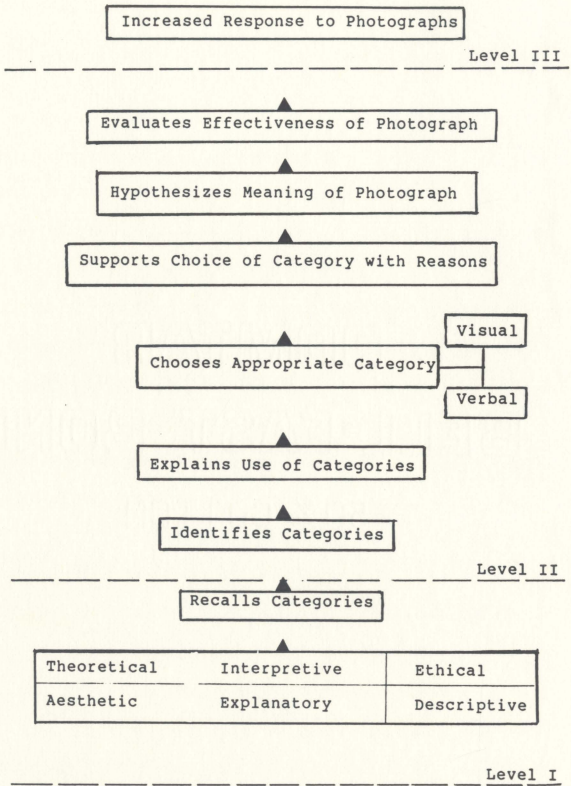 Increased Response to Photographs
Level III
Evaluates Effectiveness of Photograph
Hypothesizes Meaning of Photograph
Supports Choice of Category with Reasons
Visual
Chooses Appropriate Category
Verbal
Explains Use of Categories
Identifies Categories
Level II
Recalls Categories
Theoretical Interpretive Ethical
Aesthetic Explanatory Descriptive
Level I